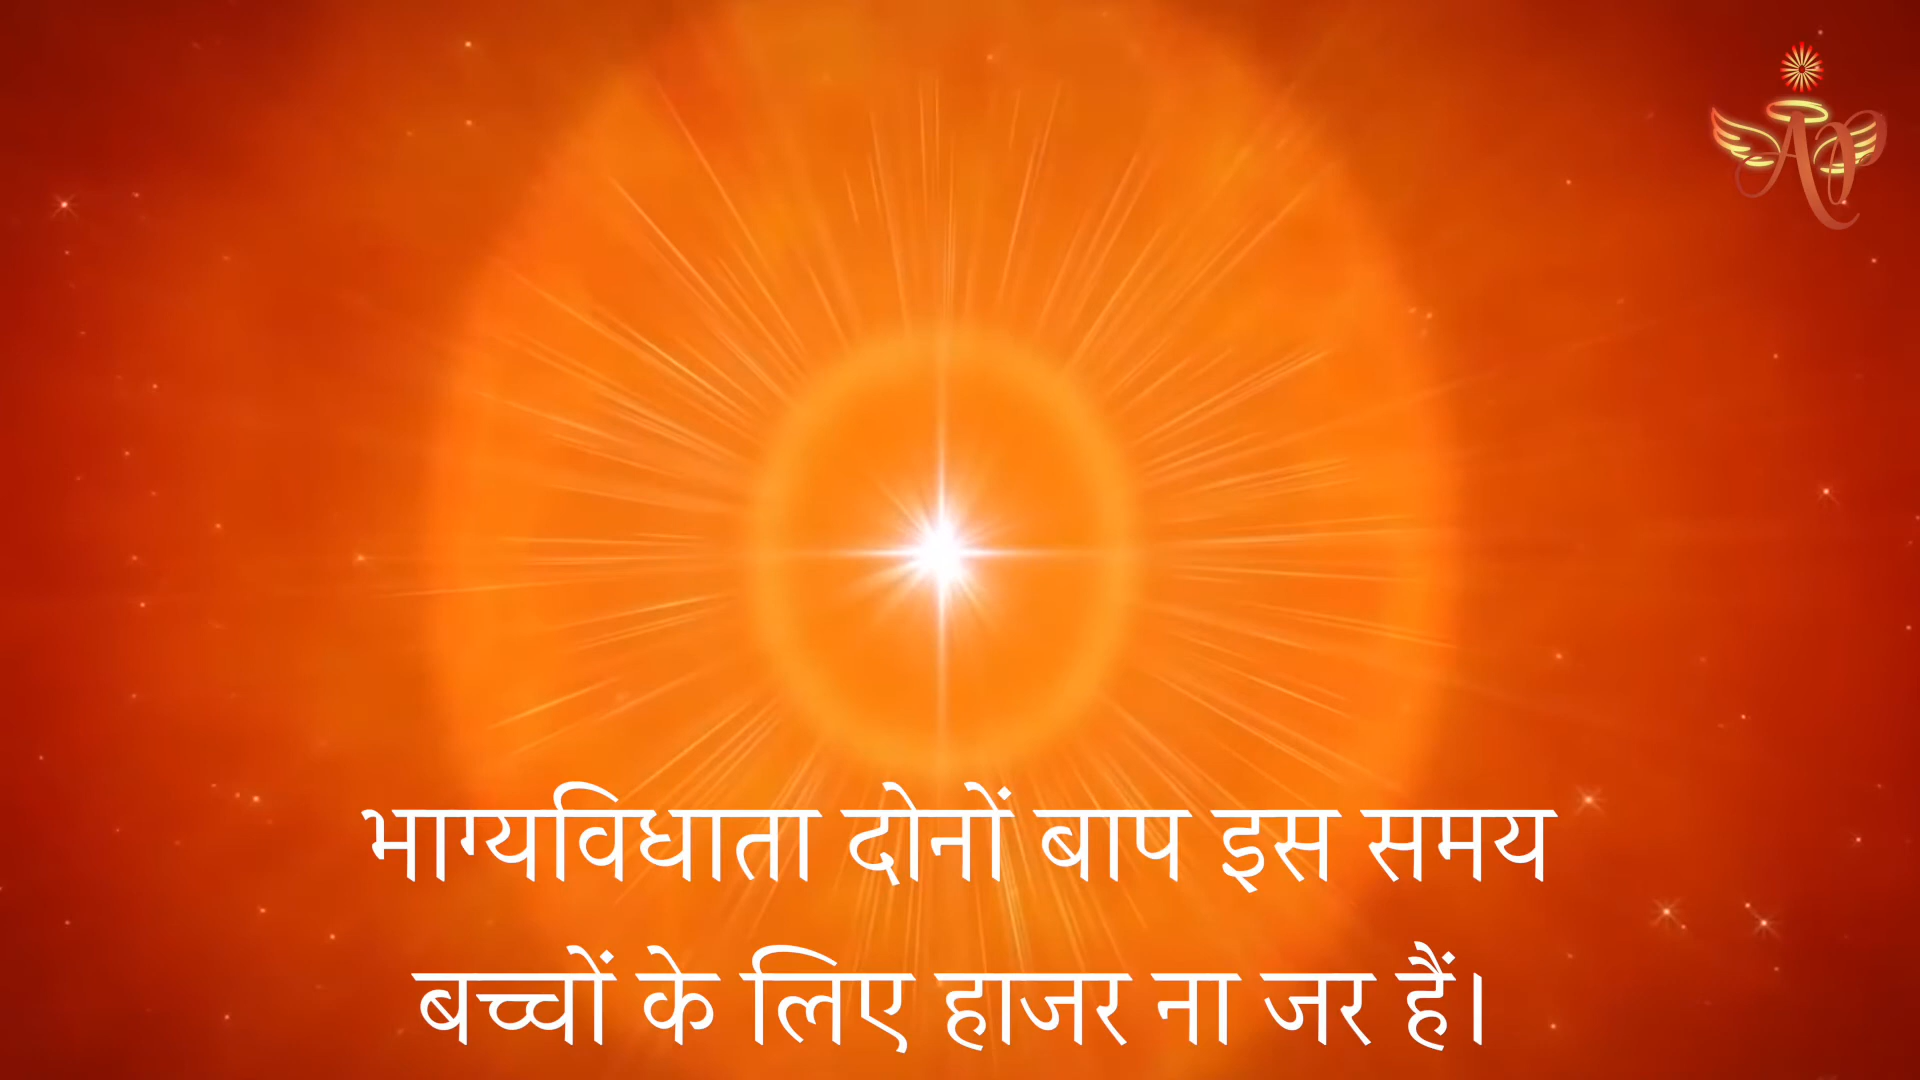 भाग्यविधाता दोनों बाप इस समय
बच्चों के लिए हाजर ना जर हैं।